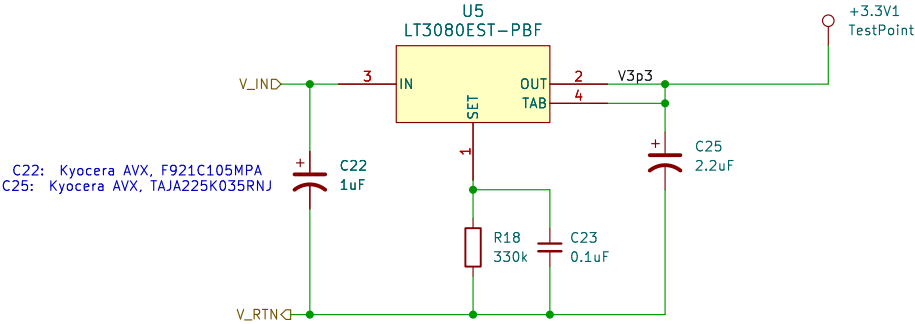 U5
LT3080EST-PBF
+3.3V1
TestPoint
V_IN
3
IN
OUT
2
V3p3
TAB
4
SET
1
C22: Kyocera AVX, F921C105MPA
C25: Kyocera AVX, TAJA225K035RNJ
+
C22
1uF
+
C25
2.2uF
R18
330k
C23
0.1uF
V_RTN